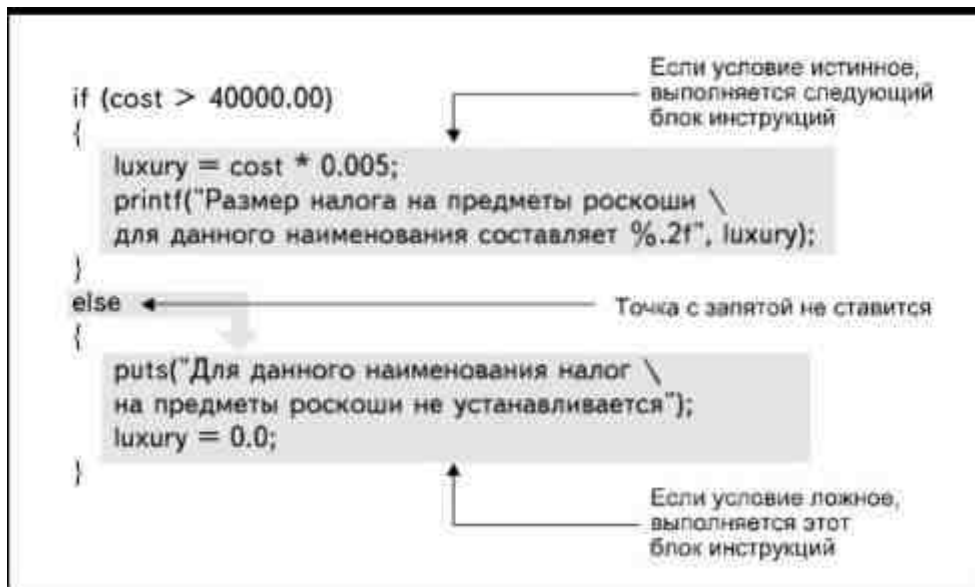 Если условие истинное,
выполняется следующий
блок инструкций
if (cost > 40000.00)
{
luxury = cost * 0.005;
printf("Размер налога на предметы роскоши \
для данного наименования составляет %.2f", luxury);
}
else
Точка с запятой не ставится
{
puts("Для данного наименования налог \
на предметы роскоши не устанавливается");
luxury = 0.0;
}
Если условие ложное,
выполняется этот
блок инструкций